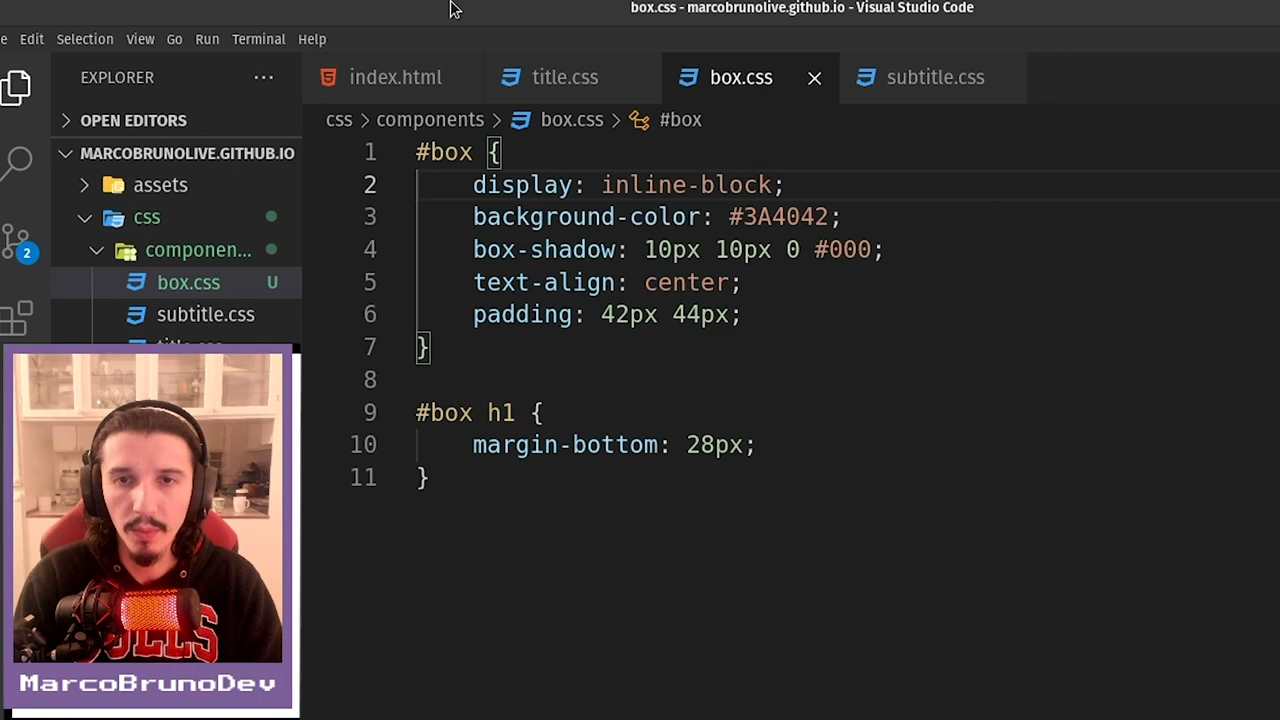 box.css - marcobrunolive.github.io - Visual Studio Code
e Edit Selection View Go Run Terminal Help
EXPLORER ···
index.html title.css box.css subtitle.css
OPEN EDITORS
css > components > box.css > #box
MARCOBRUNOLIVE.GITHUB.IO
assets
css
componen...
box.css U
subtitle.css
2
1 #box {
2 display: inline-block;
3 background-color: #3A4042;
4 box-shadow: 10px 10px 0 #000;
5 text-align: center;
6 padding: 42px 44px;
7 }
8
9 #box h1 {
10 margin-bottom: 28px;
11 }
MarcoBrunoDev